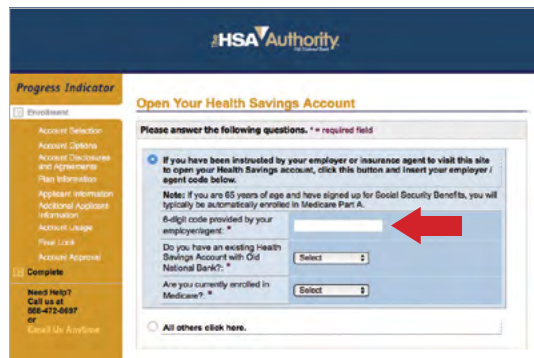 The HSA Authority
Progress Indicator
Enrollment
Account Selection
Account Options
Account Disclosures
and Agreements
Plan Information
Applicant Information
Additional Applicant
Information
Account Usage
Final Look
Account Approval
Complete
Need Help?
Call us at
888-472-8697
or
Email Us Anytime
Open Your Health Savings Account
Please answer the following questions. * = required field
If you have been instructed by your employer or insurance agent to visit this site
to open your Health Savings account, click this button and insert your employer /
agent code below.
Note: If you are 65 years of age and have signed up for Social Security Benefits, you will
typically be automatically enrolled in Medicare Part A.
6-digit code provided by your
employer/agent: *
Do you have an existing Health
Savings Account with Old
National Bank?: *
Select
Are you currently enrolled in
Medicare?: *
Select
All others click here.